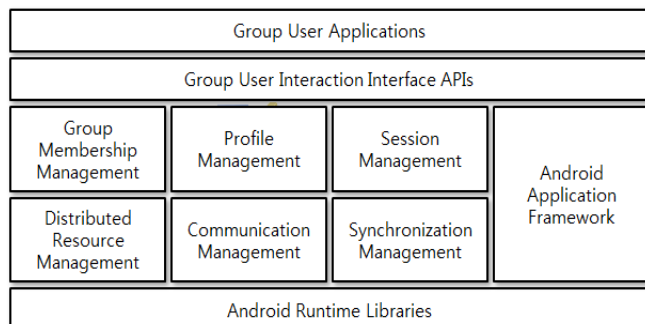 Group User Applications
Group User Interaction Interface APIs
Group
Membership
Management
Profile
Management
Session
Management
Android
Application
Framework
Distributed
Resource
Management
Communication
Management
Synchronization
Management
Android Runtime Libraries